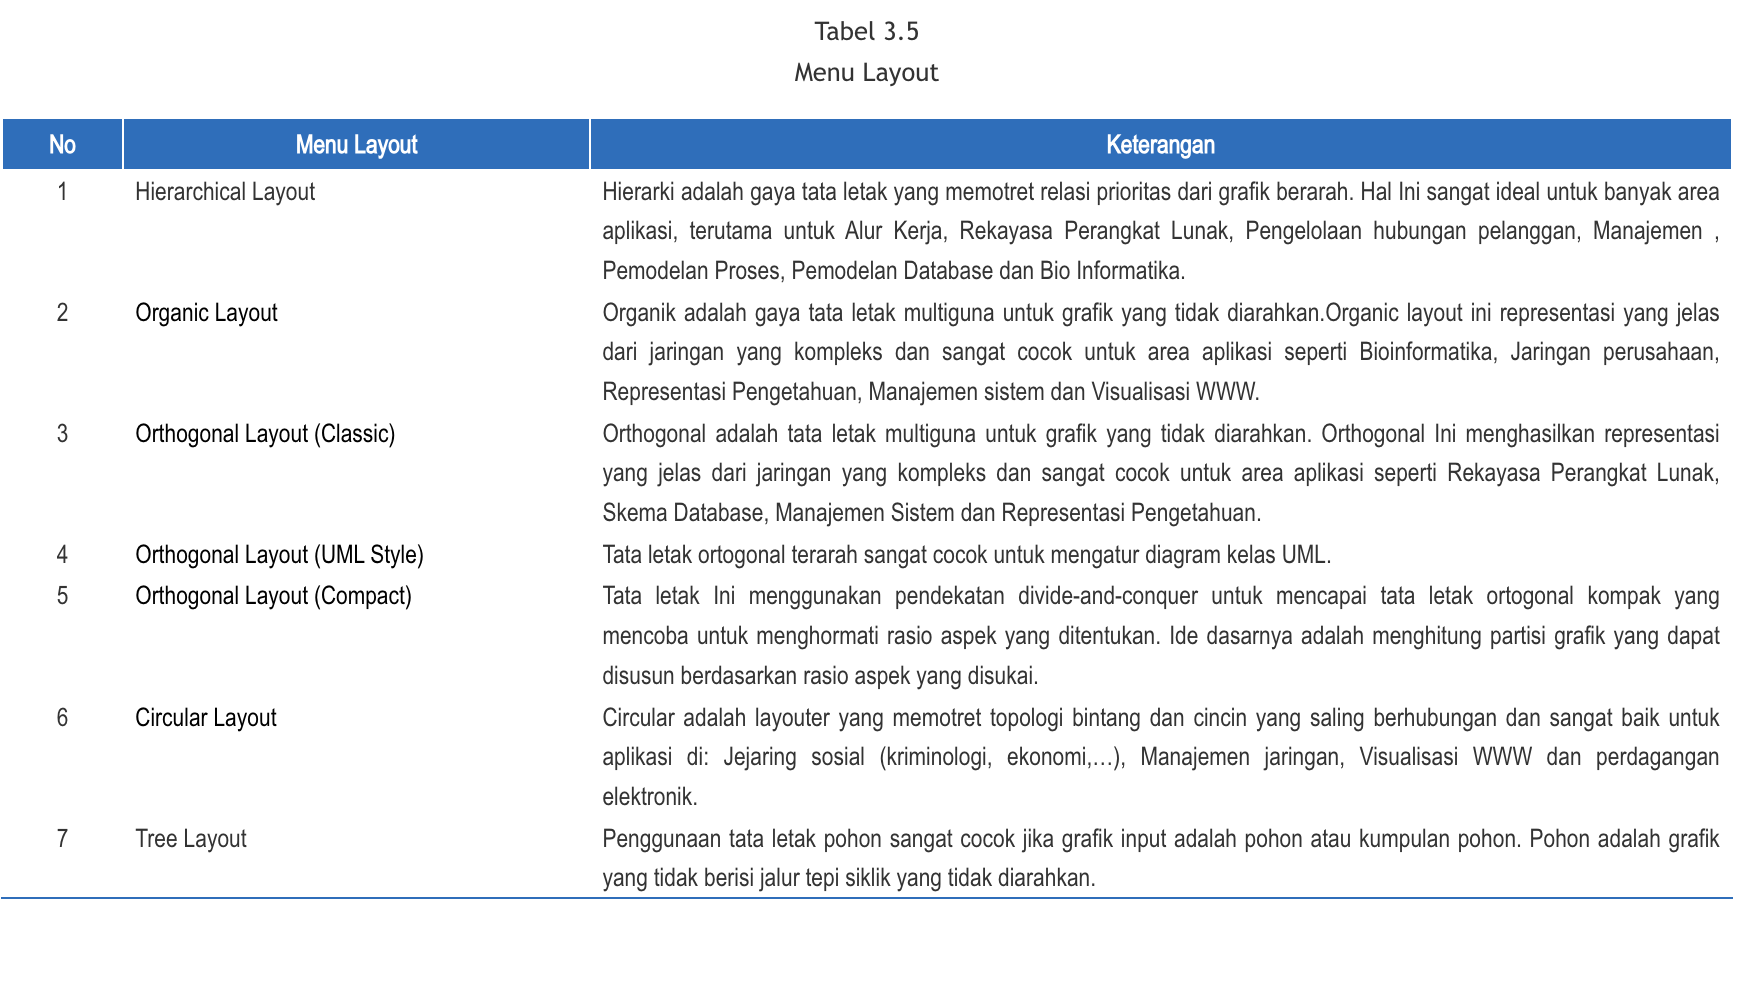 Tabel 3.5
Menu Layout
No Menu Layout Keterangan
1 Hierarchical Layout Hierarki adalah gaya tata letak yang memotret relasi prioritas dari grafik berarah. Hal Ini sangat ideal untuk banyak area
aplikasi, terutama untuk Alur Kerja, Rekayasa Perangkat Lunak, Pengelolaan hubungan pelanggan, Manajemen ,
Pemodelan Proses, Pemodelan Database dan Bio Informatika.
2 Organic Layout Organik adalah gaya tata letak multiguna untuk grafik yang tidak diarahkan.Organic layout ini representasi yang jelas
dari jaringan yang kompleks dan sangat cocok untuk area aplikasi seperti Bioinformatika, Jaringan perusahaan,
Representasi Pengetahuan, Manajemen sistem dan Visualisasi WWW.
3 Orthogonal Layout (Classic) Orthogonal adalah tata letak multiguna untuk grafik yang tidak diarahkan. Orthogonal Ini menghasilkan representasi
yang jelas dari jaringan yang kompleks dan sangat cocok untuk area aplikasi seperti Rekayasa Perangkat Lunak,
Skema Database, Manajemen Sistem dan Representasi Pengetahuan.
4 Orthogonal Layout (UML Style) Tata letak ortogonal terarah sangat cocok untuk mengatur diagram kelas UML.
5 Orthogonal Layout (Compact) Tata letak Ini menggunakan pendekatan divide-and-conquer untuk mencapai tata letak ortogonal kompak yang
mencoba untuk menghormati rasio aspek yang ditentukan. Ide dasarnya adalah menghitung partisi grafik yang dapat
disusun berdasarkan rasio aspek yang disukai.
6 Circular Layout Circular adalah layouter yang memotret topologi bintang dan cincin yang saling berhubungan dan sangat baik untuk
aplikasi di: Jejaring sosial (kriminologi, ekonomi,…), Manajemen jaringan, Visualisasi WWW dan perdagangan
elektronik.
7 Tree Layout Penggunaan tata letak pohon sangat cocok jika grafik input adalah pohon atau kumpulan pohon. Pohon adalah grafik
yang tidak berisi jalur tepi siklik yang tidak diarahkan.